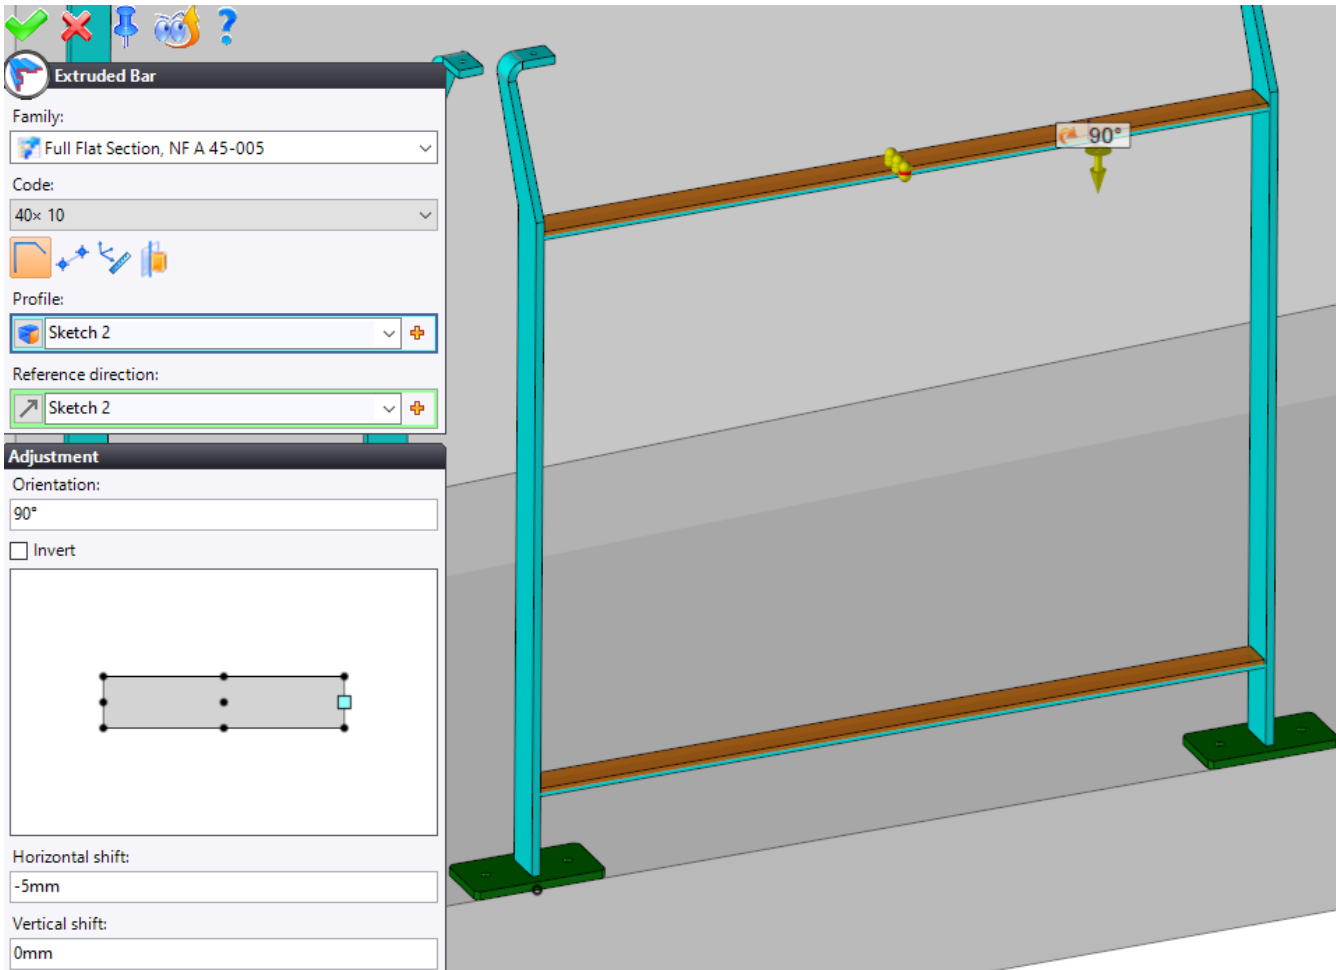 ?
Extruded Bar
Family:
Full Flat Section, NF A 45-005
Code:
40× 10
Profile:
Sketch 2
Reference direction:
Sketch 2
Adjustment
Orientation:
90°
Invert
Horizontal shift:
-5mm
Vertical shift:
0mm
90°